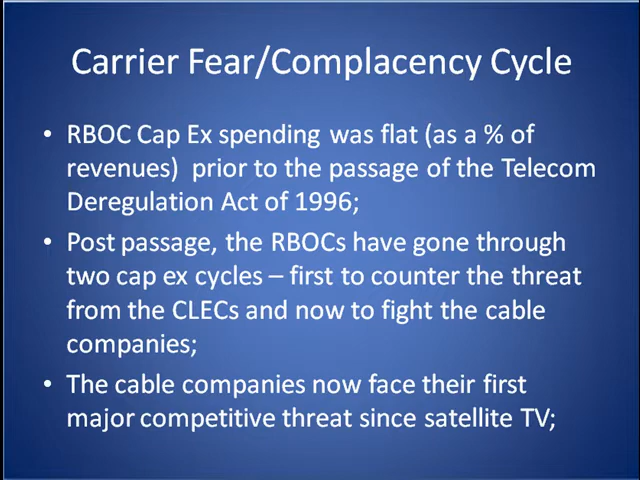 Carrier Fear/Complacency Cycle
• RBOC Cap Ex spending was flat (as a % of
revenues)  prior to the passage of the Telecom
Deregulation Act of 1996;
• Post passage, the RBOCs have gone through
two cap ex cycles – first to counter the threat
from the CLECs and now to fight the cable
companies;
• The cable companies now face their first
major competitive threat since satellite TV;